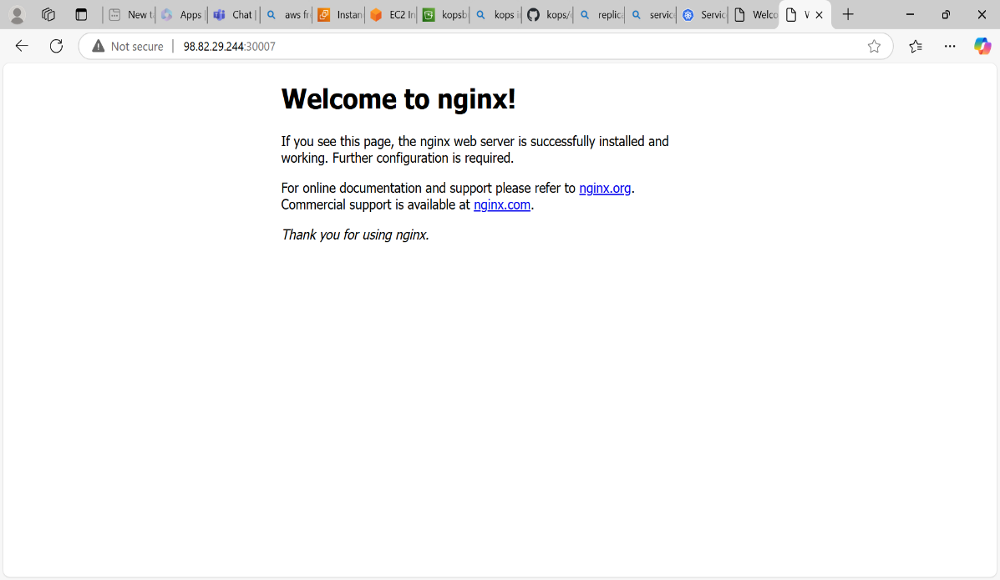 New
Apps
Chat
aws
Instan
EC2 In
kopsb
kops
kops/
replica
servic
Servic
Welco
Not secure
98.82.29.244:30007
Welcome to nginx!
If you see this page, the nginx web server is successfully installed and
working. Further configuration is required.
For online documentation and support please refer to nginx.org.
Commercial support is available at nginx.com.
Thank you for using nginx.